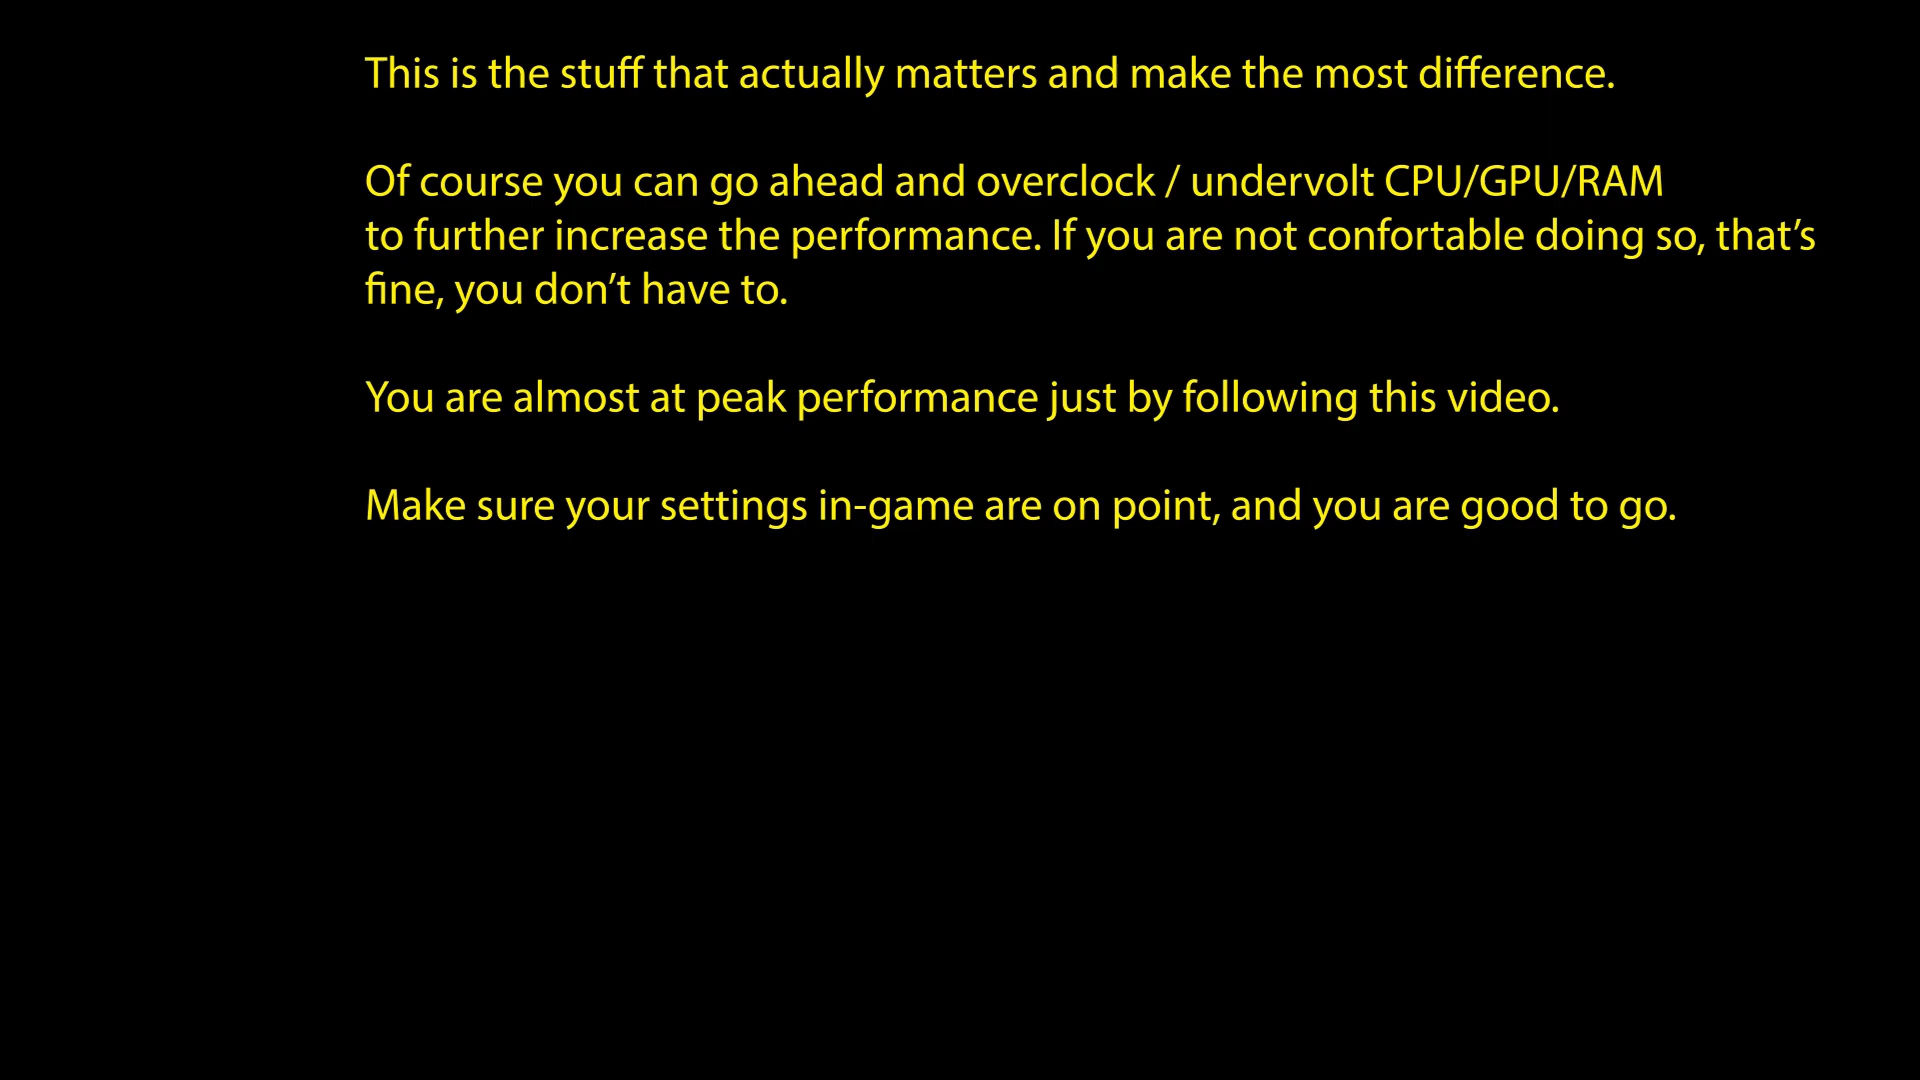 This is the stuff that actually matters and make the most difference.
Of course you can go ahead and overclock / undervolt CPU/GPU/RAM
to further increase the performance. If you are not confortable doing so, that’s
fine, you don’t have to.
You are almost at peak performance just by following this video.
Make sure your settings in-game are on point, and you are good to go.